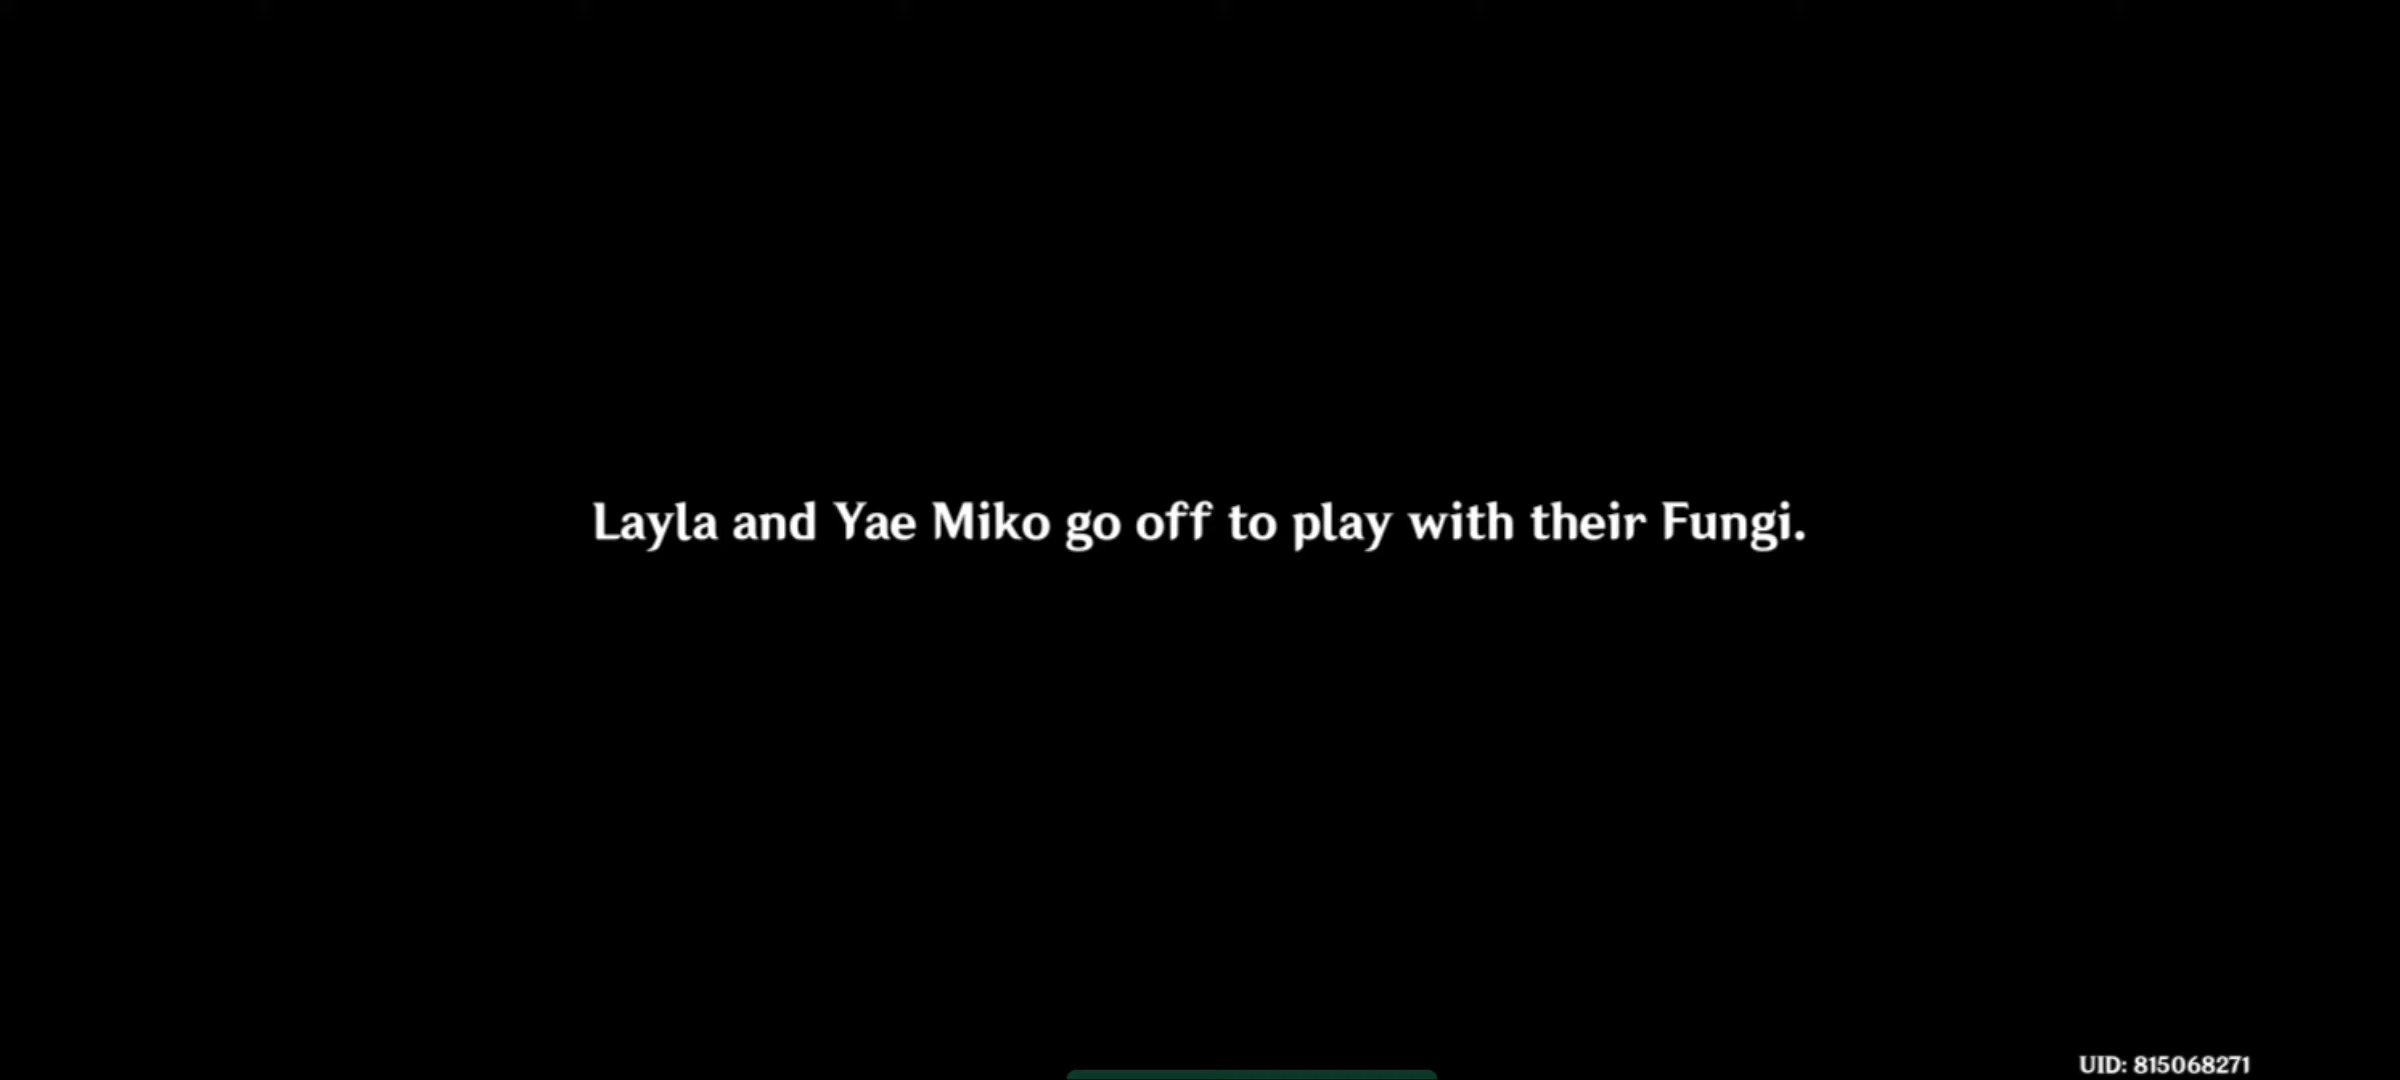 Layla and Yae Miko go off to play with their Fungi.
UID: 815068271